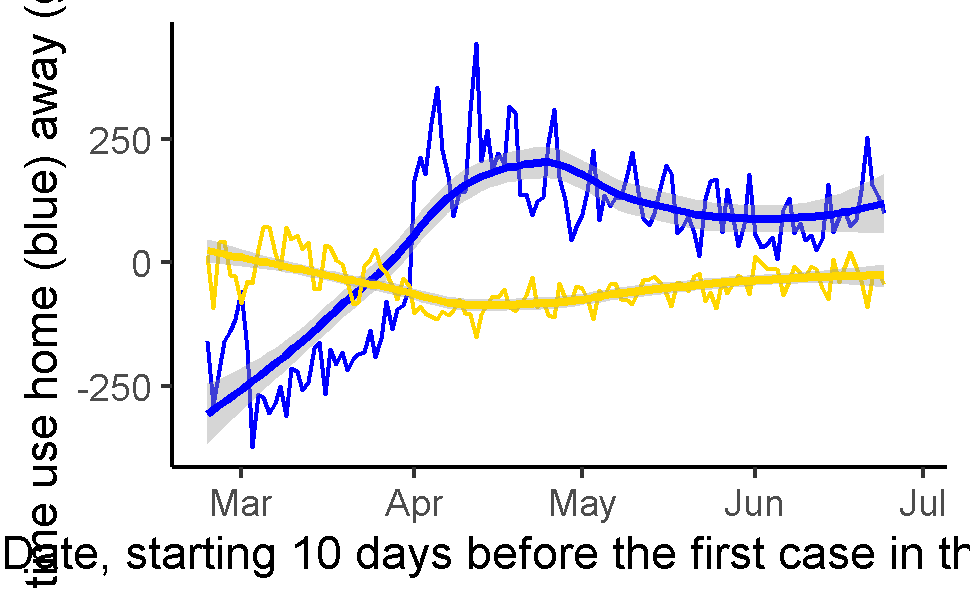 time use home (blue) away (
250
0
-250
Mar Apr May Jun Jul
Date, starting 10 days before the first case in th